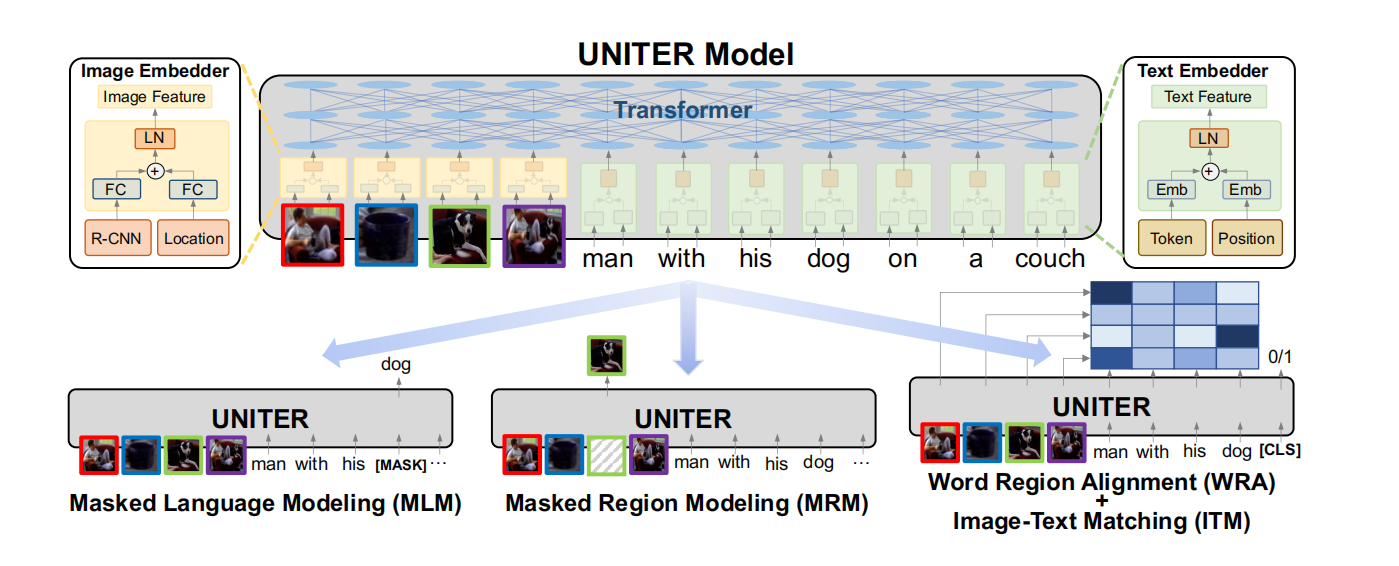 UNITER Model
Image Embedder
Image Feature
LN
+
FC
FC
R-CNN
Location
Transformer
man with his dog on a couch
Text Embedder
Text Feature
LN
+
Emb
Emb
Token
Position
dog
UNITER
man with his [MASK] ...
Masked Language Modeling (MLM)
UNITER
man with his dog ...
Masked Region Modeling (MRM)
0/1
UNITER
man with his dog [CLS]
Word Region Alignment (WRA)
+
Image-Text Matching (ITM)